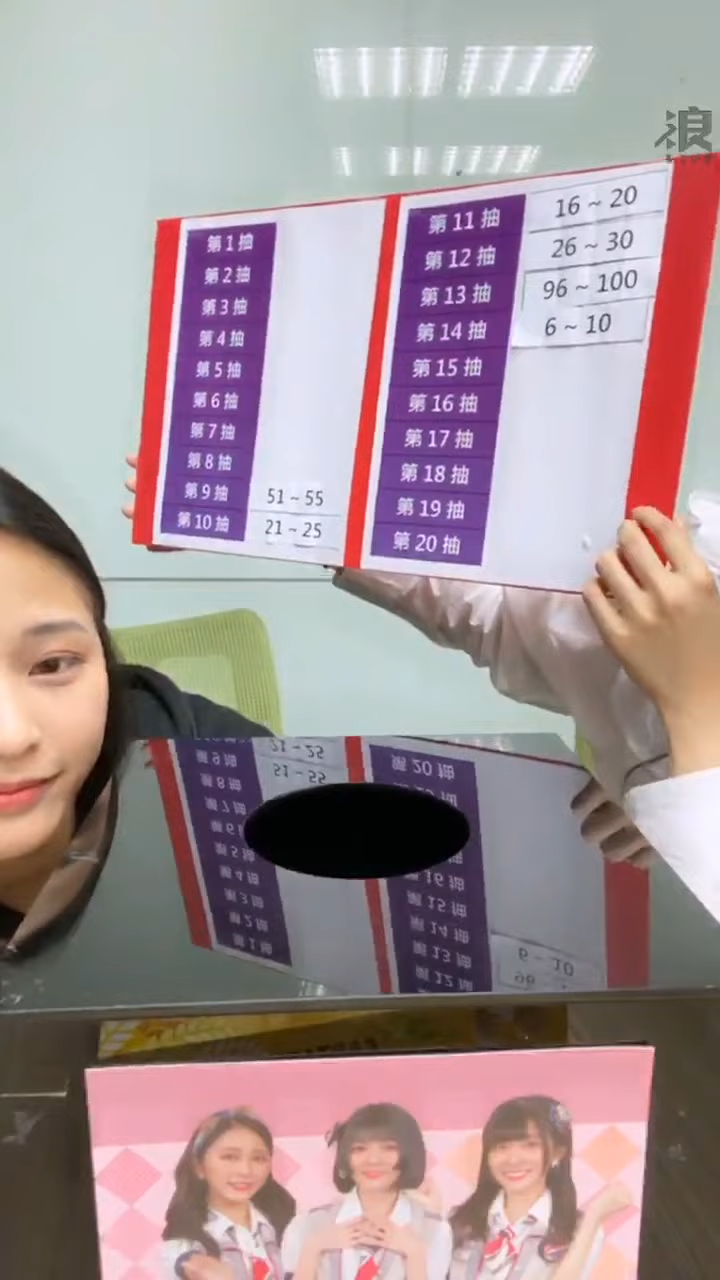 浪
第1抽
第2抽
第3抽
第4抽
第5抽
第6抽
第7抽
第8抽
第9抽 51~55
第10抽 21~25
第11抽 16~20
第12抽 26~30
第13抽 96~100
第14抽 6~10
第15抽
第16抽
第17抽
第18抽
第19抽
第20抽